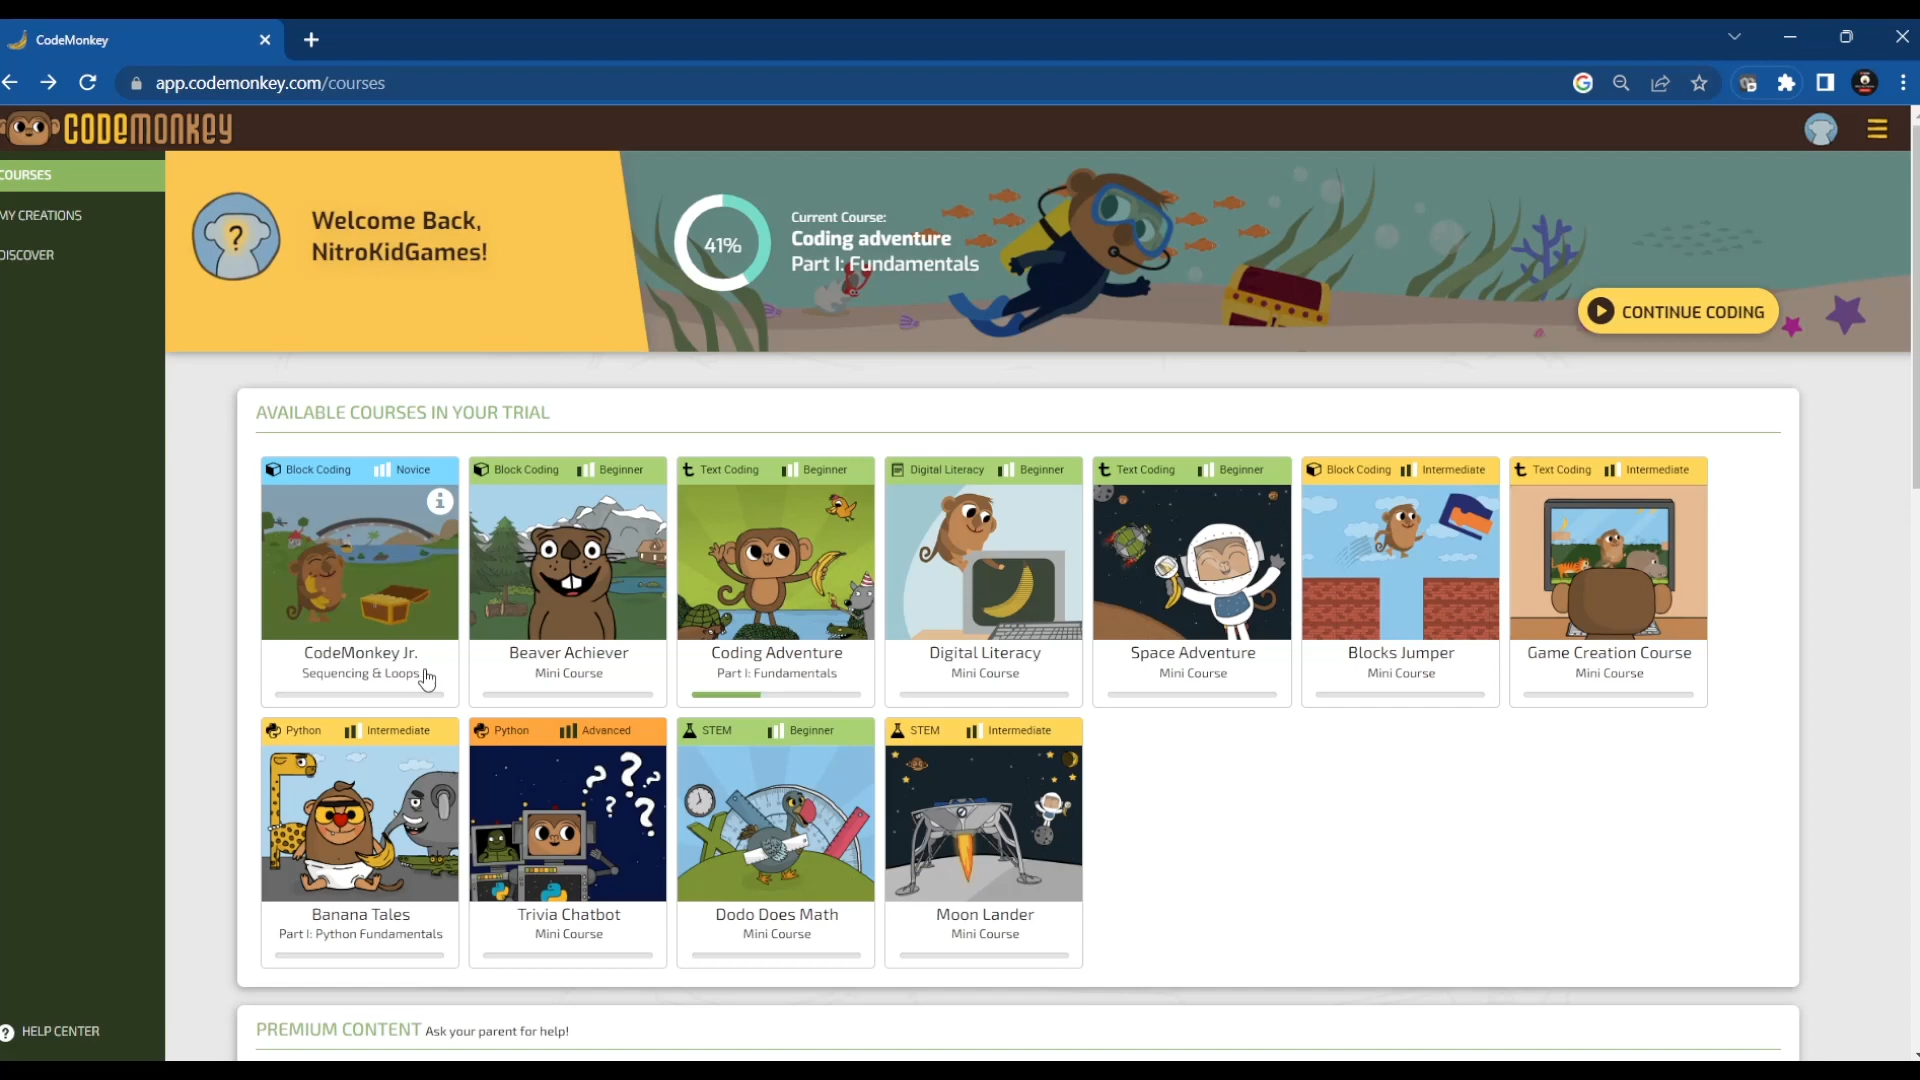 CodeMonkey
app.codemonkey.com/courses
CODEMONKEY
COURSES
MY CREATIONS
DISCOVER
HELP CENTER
?
Welcome Back,
NitroKidGames!
41%
Current Course:
Coding adventure
Part I: Fundamentals
CONTINUE CODING
AVAILABLE COURSES IN YOUR TRIAL
Block Coding Novice
CodeMonkey Jr.
Sequencing & Loops
Block Coding Beginner
Beaver Achiever
Mini Course
Text Coding Beginner
Coding Adventure
Part I: Fundamentals
Digital Literacy Beginner
Digital Literacy
Mini Course
Text Coding Beginner
Space Adventure
Mini Course
Block Coding Intermediate
Blocks Jumper
Mini Course
Text Coding Intermediate
Game Creation Course
Mini Course
Python Intermediate
Banana Tales
Part I: Python Fundamentals
Python Advanced
? ? ? ? ?
Trivia Chatbot
Mini Course
STEM Beginner
Dodo Does Math
Mini Course
STEM Intermediate
Moon Lander
Mini Course
PREMIUM CONTENT Ask your parent for help!